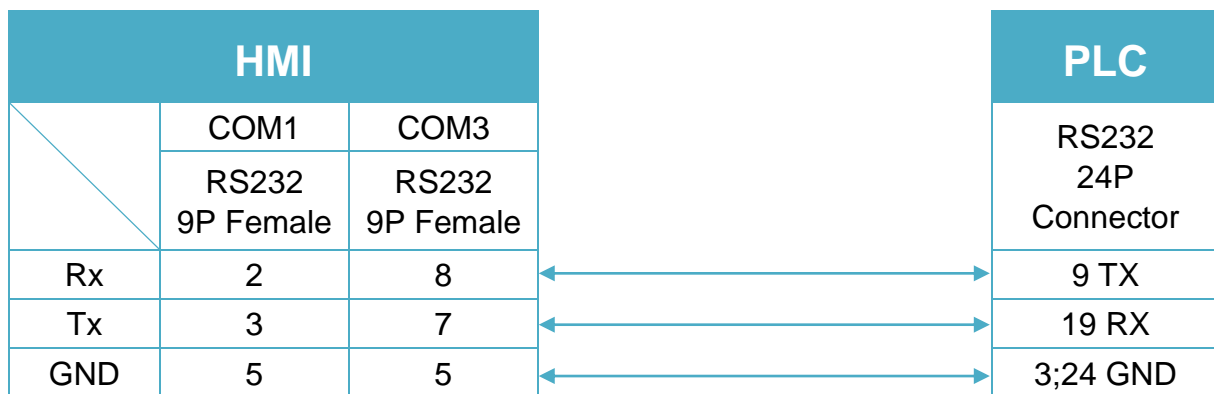 HMI
PLC
COM1
COM3
RS232
9P Female
RS232
9P Female
RS232
24P
Connector
Rx
2
8
9 TX
Tx
3
7
19 RX
GND
5
5
3;24 GND